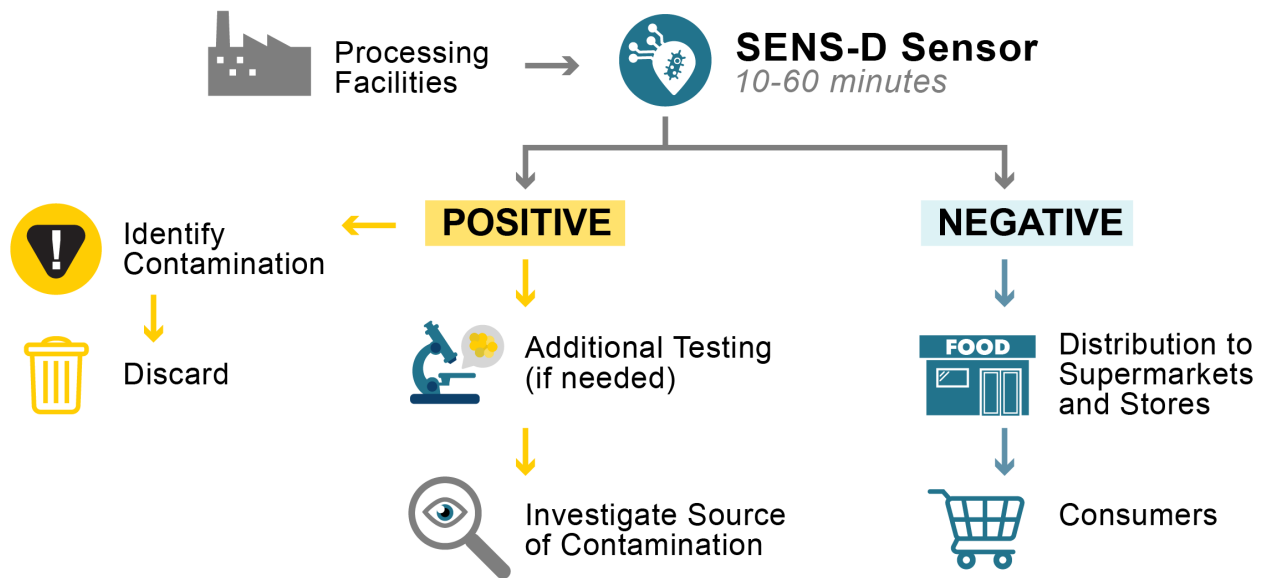 Processing
Facilities
SENS-D Sensor
10-60 minutes
POSITIVE
NEGATIVE
Identify
Contamination
Discard
Additional Testing
(if needed)
Investigate Source
of Contamination
FOOD
Distribution to
Supermarkets
and Stores
Consumers